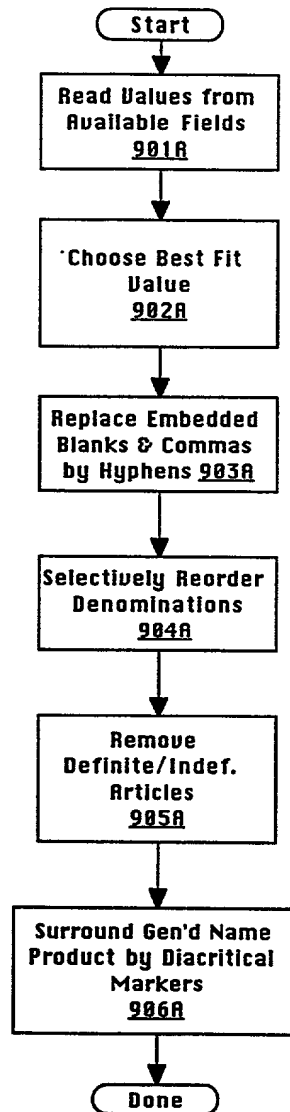 Start
Read Values from
Available Fields
901A
Choose Best Fit
Value
902A
Replace Embedded
Blanks & Commas
by Hyphens 903A
Selectively Reorder
Denominations
904A
Remove
Definite/Indef.
Articles
905A
Surround Gen'd Name
Product by Diacritical
Markers
906A
Done